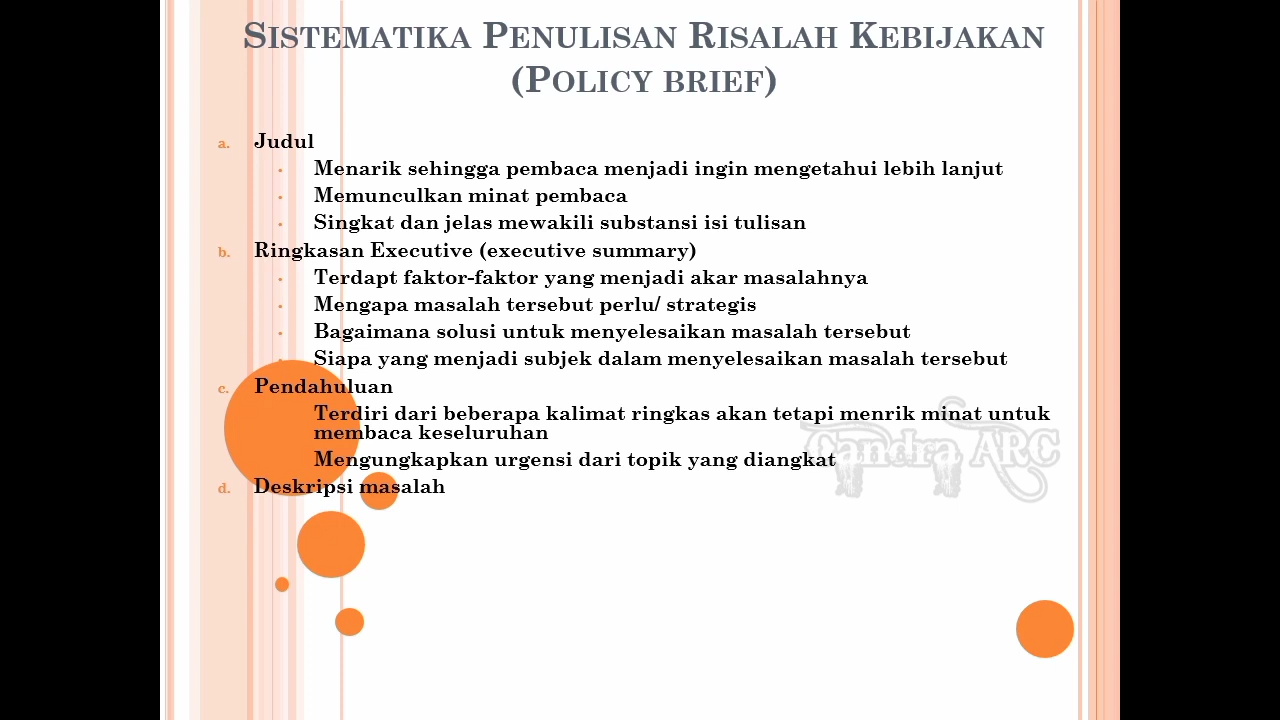 SISTEMATIKA PENULISAN RISALAH KEBIJAKAN
(POLICY BRIEF)
a. Judul
• Menarik sehingga pembaca menjadi ingin mengetahui lebih lanjut
• Memunculkan minat pembaca
• Singkat dan jelas mewakili substansi isi tulisan
b. Ringkasan Executive (executive summary)
• Terdapt faktor-faktor yang menjadi akar masalahnya
• Mengapa masalah tersebut perlu/ strategis
• Bagaimana solusi untuk menyelesaikan masalah tersebut
• Siapa yang menjadi subjek dalam menyelesaikan masalah tersebut
c. Pendahuluan
Terdiri dari beberapa kalimat ringkas akan tetapi menrik minat untuk
membaca keseluruhan
Mengungkapkan urgensi dari topik yang diangkat
Candra ARC
d. Deskripsi masalah